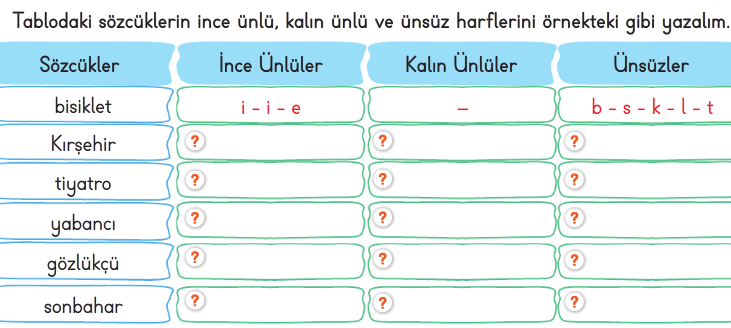 Tablodaki sözcüklerin ince ünlü, kalın ünlü ve ünsüz harflerini örnekteki gibi yazalım.
Sözcükler İnce Ünlüler Kalın Ünlüler Ünsüzler
bisiklet i - i - e – b - s - k - l - t
Kırşehir ? ? ?
tiyatro ? ? ?
yabancı ? ? ?
gözlükçü ? ? ?
sonbahar ? ? ?